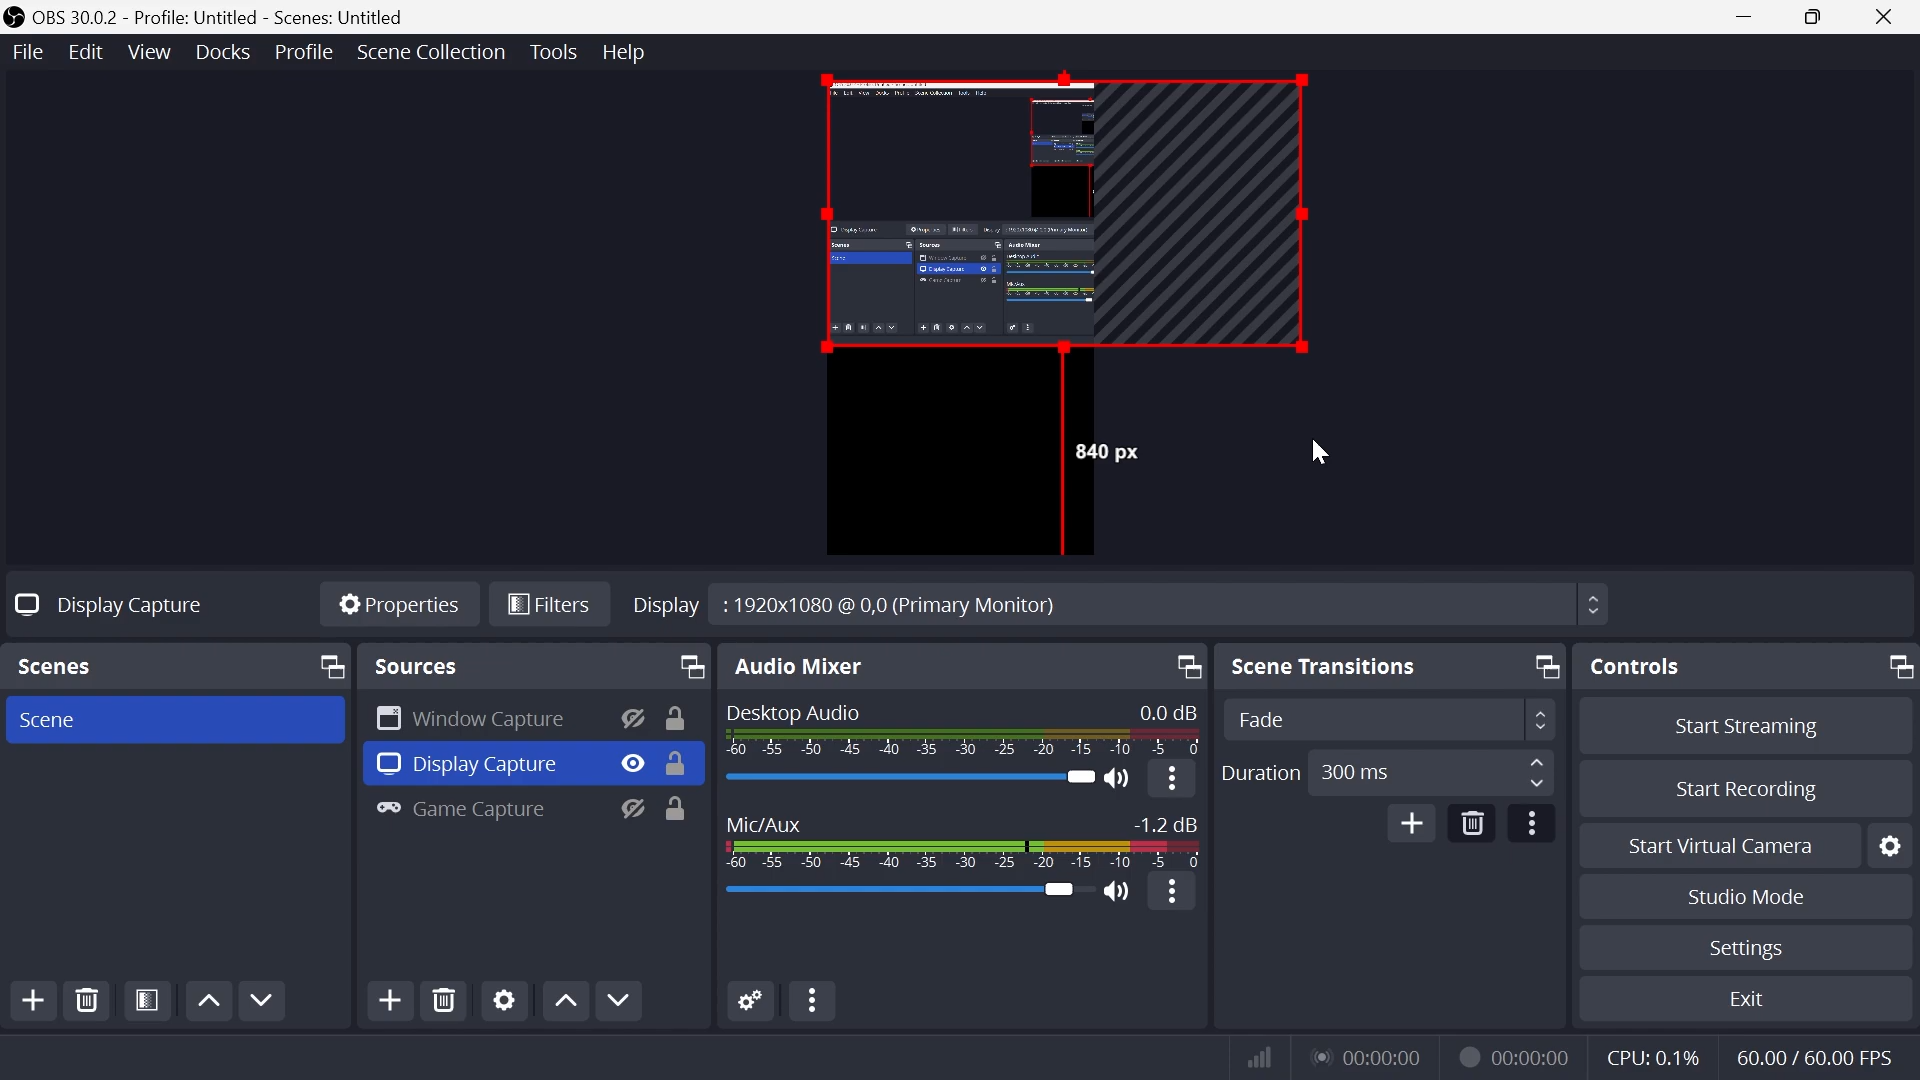 OBS 30.0.2 - Profile: Untitled - Scenes: Untitled
File Edit View Docks Profile Scene Collection Tools Help
840 px
Display Capture Properties Filters Display : 1920x1080 @ 0,0 (Primary Monitor)
Scenes
Scene
Sources
Window Capture
Display Capture
Game Capture
Audio Mixer
Desktop Audio 0.0 dB
-60 -55 -50 -45 -40 -35 -30 -25 -20 -15 -10 -5 0
Mic/Aux -1.2 dB
-60 -55 -50 -45 -40 -35 -30 -25 -20 -15 -10 -5 0
Scene Transitions
Fade
Duration 300 ms
Controls
Start Streaming
Start Recording
Start Virtual Camera
Studio Mode
Settings
Exit
00:00:00 00:00:00 CPU: 0.1% 60.00 / 60.00 FPS